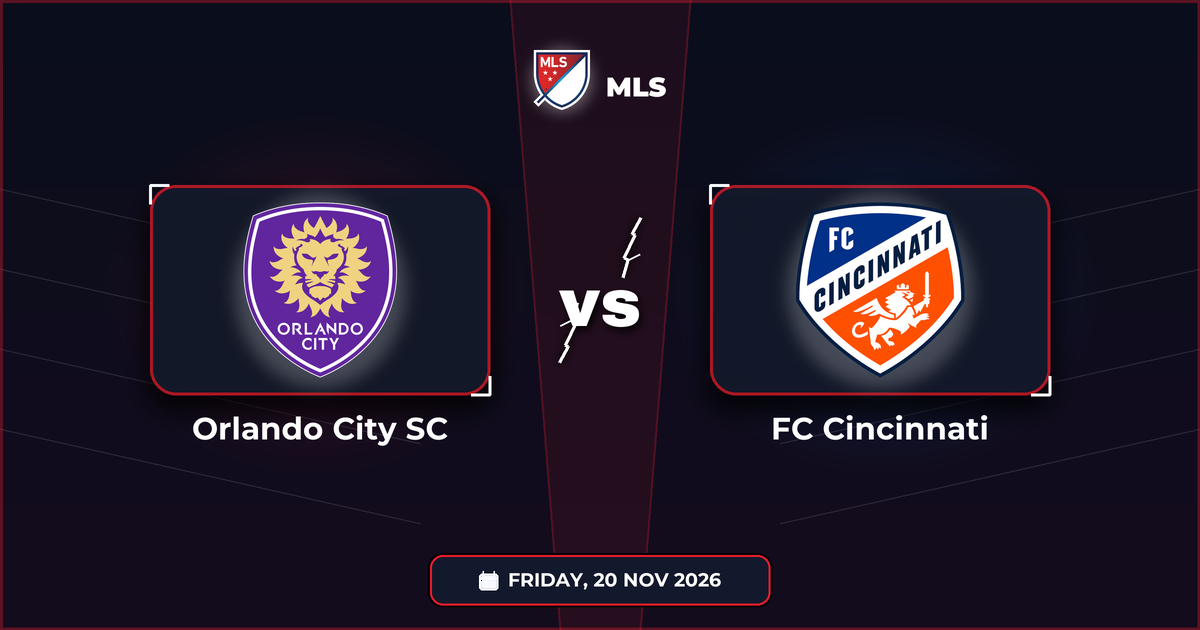 MLS
MLS
FC
CINCINNATI
ORLANDO
CITY
VS
Orlando City SC
FC Cincinnati
FRIDAY, 20 NOV 2026